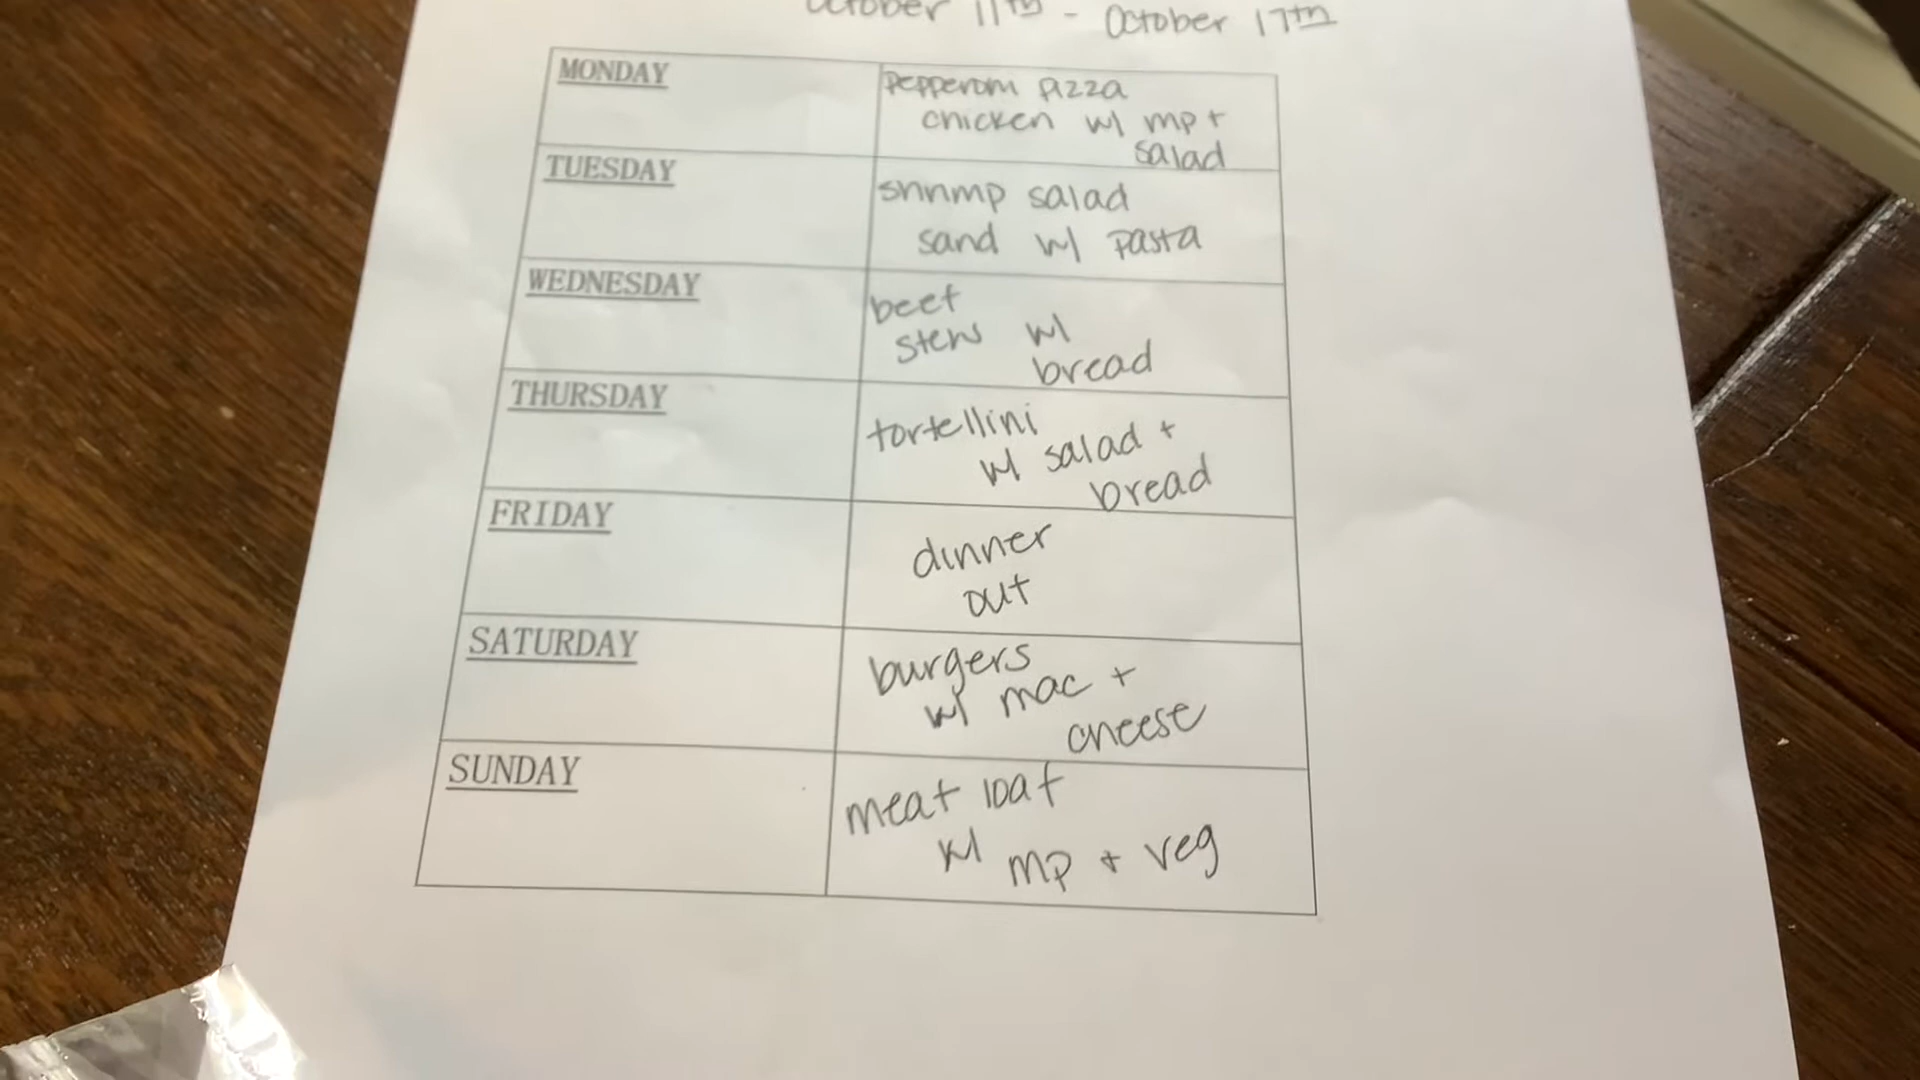 October 11th - October 17th
MONDAY
pepperoni pizza
chicken w/ mp +
salad
TUESDAY
shrimp salad
sand w/ pasta
WEDNESDAY
beef
stew w/
bread
THURSDAY
tortellini
w/ salad +
bread
FRIDAY
dinner
out
SATURDAY
burgers
w/ mac +
cheese
SUNDAY
meat loaf
w/ mp + veg